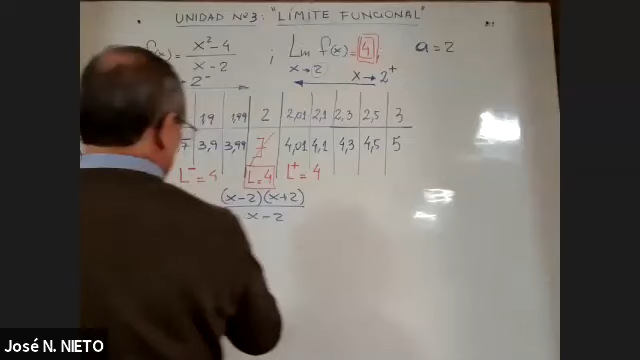 UNIDAD Nº3: "LÍMITE FUNCIONAL"
f(x) = x² - 4 / x - 2 ; Lim f(x) = 4 a = 2
x → 2
2⁻ x → 2⁺
1,9 1,99 2 2,01 2,1 2,3 2,5 3
7 3,9 3,99 4,01 4,1 4,3 4,5 5
L⁻ = 4 L = 4 L⁺ = 4
(x-2)(x+2)
x - 2
José N. NIETO